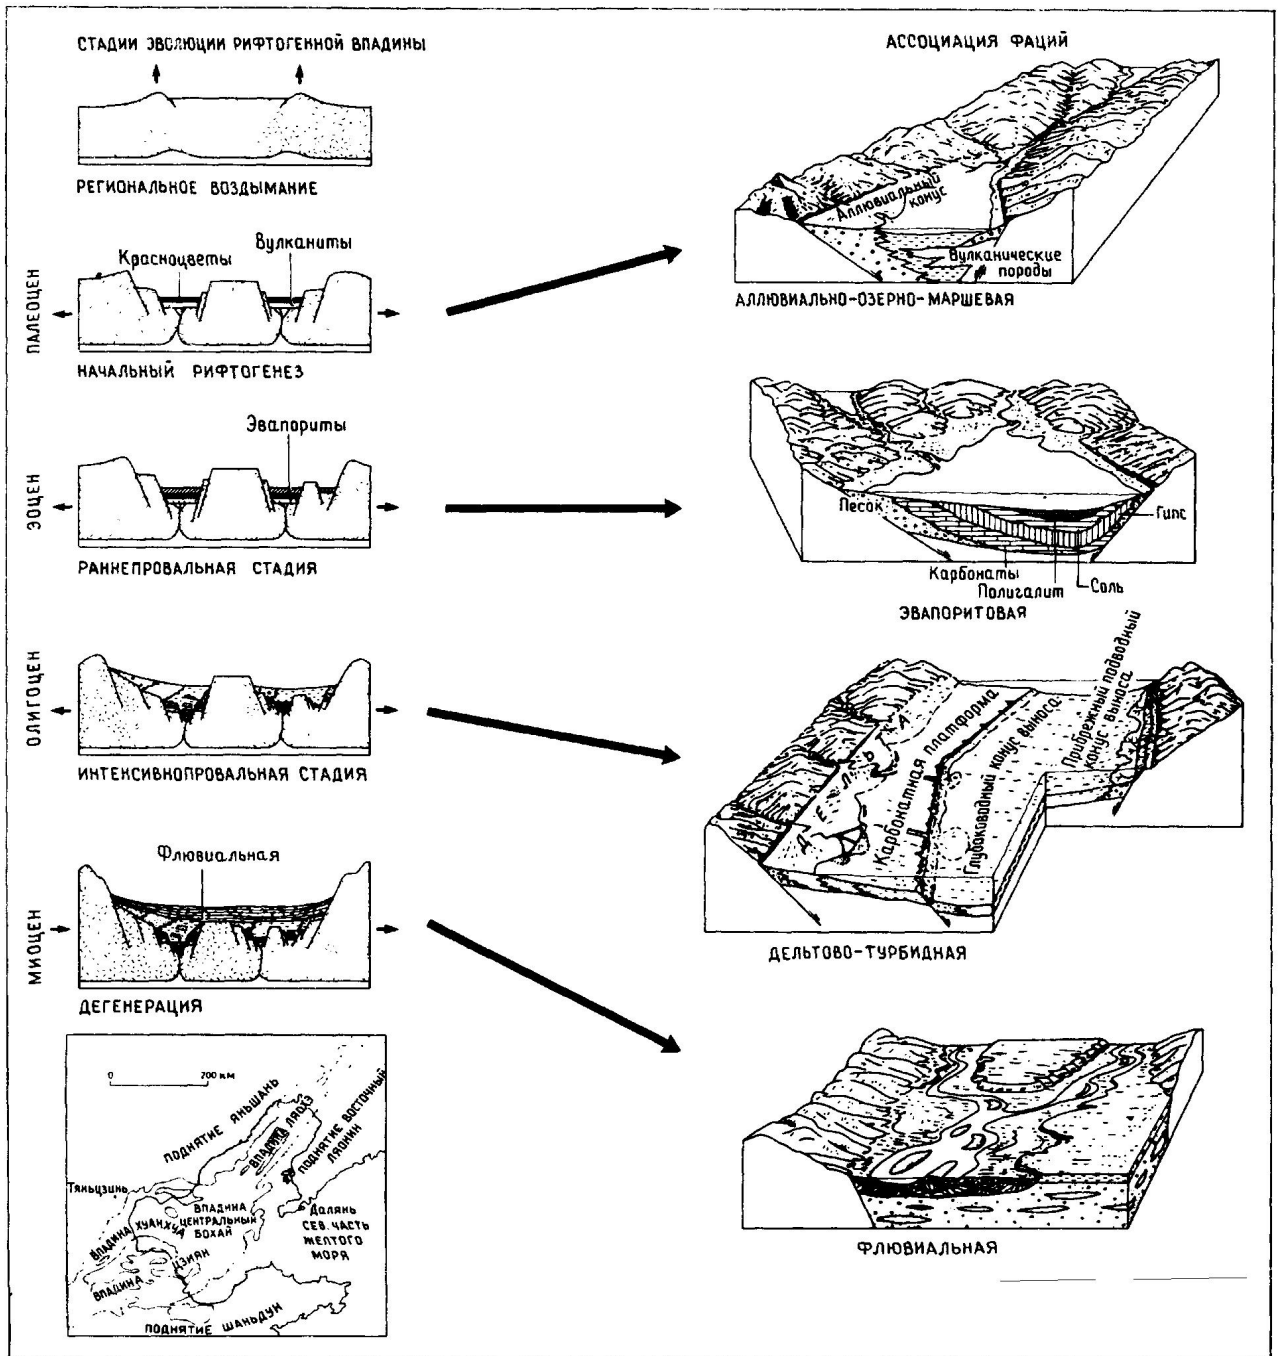 СТАДИИ ЭВОЛЮЦИИ РИФТОГЕННОЙ ВПАДИНЫ
РЕГИОНАЛЬНОЕ ВОЗДЫМАНИЕ
ПАЛЕОЦЕН
Красноцветы
Вулканиты
НАЧАЛЬНЫЙ РИФТОГЕНЕЗ
ЭОЦЕН
Эвапориты
РАННЕПРОВАЛЬНАЯ СТАДИЯ
ОЛИГОЦЕН
ИНТЕНСИВНОПРОВАЛЬНАЯ СТАДИЯ
МИОЦЕН
Флювиальная
ДЕГЕНЕРАЦИЯ
0 200 км
ПОДНЯТИЕ ЯНЬШАНЬ
ВПАДИНА ЛЯОХЭ
ПОДНЯТИЕ ВОСТОЧНЫЙ
ЛЯОНИН
Тяньцзинь
ВПАДИНА ХУАНХУА
ВПАДИНА
ЦЕНТРАЛЬНЫЙ
БОХАЙ
Далянь
СЕВ. ЧАСТЬ
ЖЕЛТОГО
МОРЯ
ВПАДИНА ДЗИЯН
ПОДНЯТИЕ ШАНЬДУН
АССОЦИАЦИЯ ФАЦИЙ
Аллювиальный
конус
Вулканические
породы
АЛЛЮВИАЛЬНО-ОЗЕРНО-МАРШЕВАЯ
Песок
Гипс
Карбонаты
Полигалит
Соль
ЭВАПОРИТОВАЯ
ДЕЛЬТА
Карбонатная платформа
Глубоководный конус выноса
Прибрежный подводный
конус выноса
ДЕЛЬТОВО-ТУРБИДНАЯ
ФЛЮВИАЛЬНАЯ